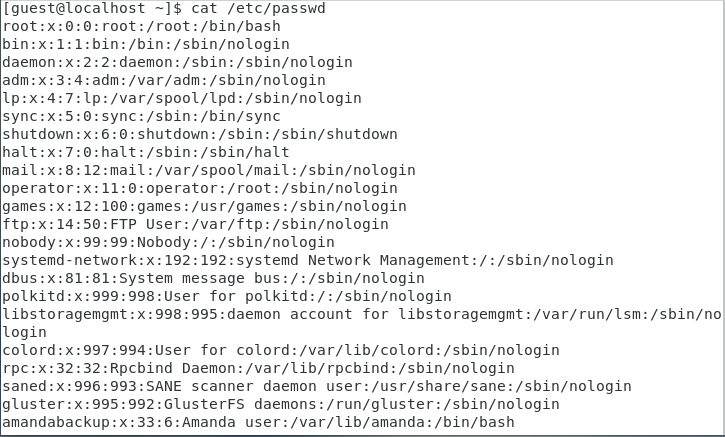 [guest@localhost ~]$ cat /etc/passwd
root:x:0:0:root:/root:/bin/bash
bin:x:1:1:bin:/bin:/sbin/nologin
daemon:x:2:2:daemon:/sbin:/sbin/nologin
adm:x:3:4:adm:/var/adm:/sbin/nologin
lp:x:4:7:lp:/var/spool/lpd:/sbin/nologin
sync:x:5:0:sync:/sbin:/bin/sync
shutdown:x:6:0:shutdown:/sbin:/sbin/shutdown
halt:x:7:0:halt:/sbin:/sbin/halt
mail:x:8:12:mail:/var/spool/mail:/sbin/nologin
operator:x:11:0:operator:/root:/sbin/nologin
games:x:12:100:games:/usr/games:/sbin/nologin
ftp:x:14:50:FTP User:/var/ftp:/sbin/nologin
nobody:x:99:99:Nobody:/:/sbin/nologin
systemd-network:x:192:192:systemd Network Management:/:/sbin/nologin
dbus:x:81:81:System message bus:/:/sbin/nologin
polkitd:x:999:998:User for polkitd:/:/sbin/nologin
libstoragemgmt:x:998:995:daemon account for libstoragemgmt:/var/run/lsm:/sbin/no
login
colord:x:997:994:User for colord:/var/lib/colord:/sbin/nologin
rpc:x:32:32:Rpcbind Daemon:/var/lib/rpcbind:/sbin/nologin
saned:x:996:993:SANE scanner daemon user:/usr/share/sane:/sbin/nologin
gluster:x:995:992:GlusterFS daemons:/run/gluster:/sbin/nologin
amandabackup:x:33:6:Amanda user:/var/lib/amanda:/bin/bash